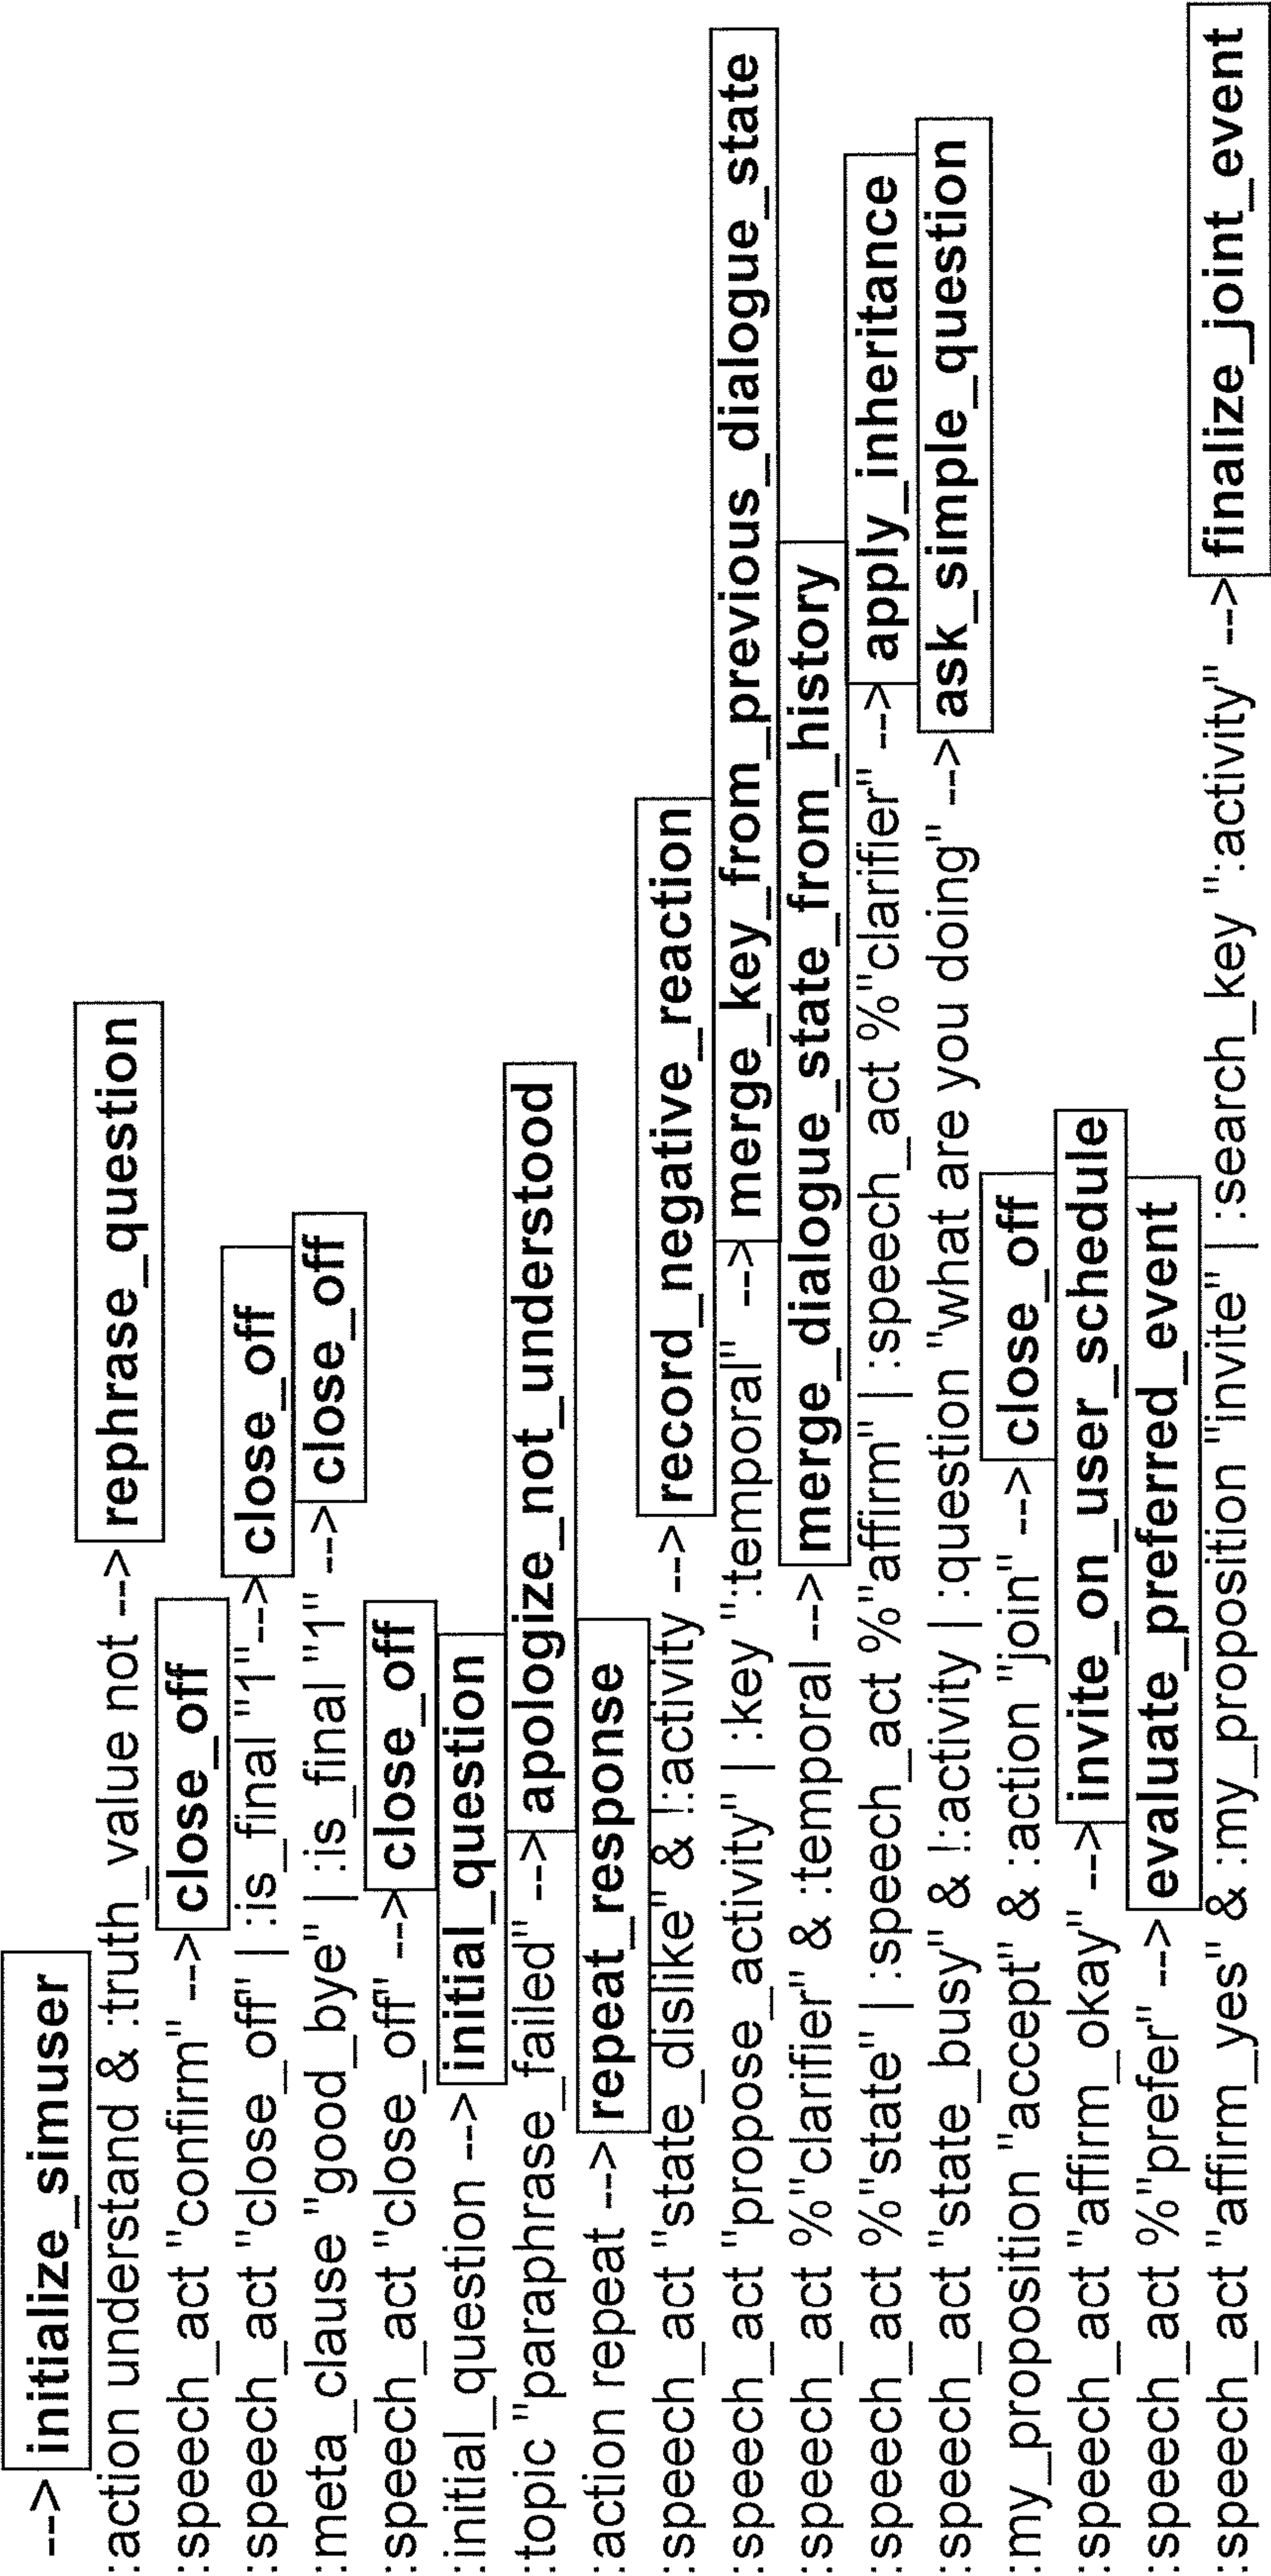 --> initialize_simuser
:action understand & :truth_value not --> rephrase_question
:speech_act "confirm" --> close_off
:speech_act "close_off" | :is_final "1"--> close_off
:meta_clause "good_bye" | :is_final "1" --> close_off
:speech_act "close_off" --> close_off
:initial_question --> initial_question
:topic "paraphrase_failed" --> apologize_not_understood
:action repeat --> repeat_response
:speech_act "state_dislike" & !:activity --> record_negative_reaction
:speech_act "propose_activity" | :key ":temporal" --> merge_key_from_previous_dialogue_state
:speech_act %"clarifier" & :temporal --> merge_dialogue_state_from_history
:speech_act %"state" | :speech_act %"affirm" | :speech_act %"clarifier" --> apply_inheritance
:speech_act "state_busy" & !:activity | :question "what are you doing" --> ask_simple_question
:my_proposition "accept" & :action "join" --> close_off
:speech_act "affirm_okay" --> invite_on_user_schedule
:speech_act %"prefer" --> evaluate_preferred_event
:speech_act "affirm_yes" & :my_proposition "invite" | :search_key ":activity" --> finalize_joint_event